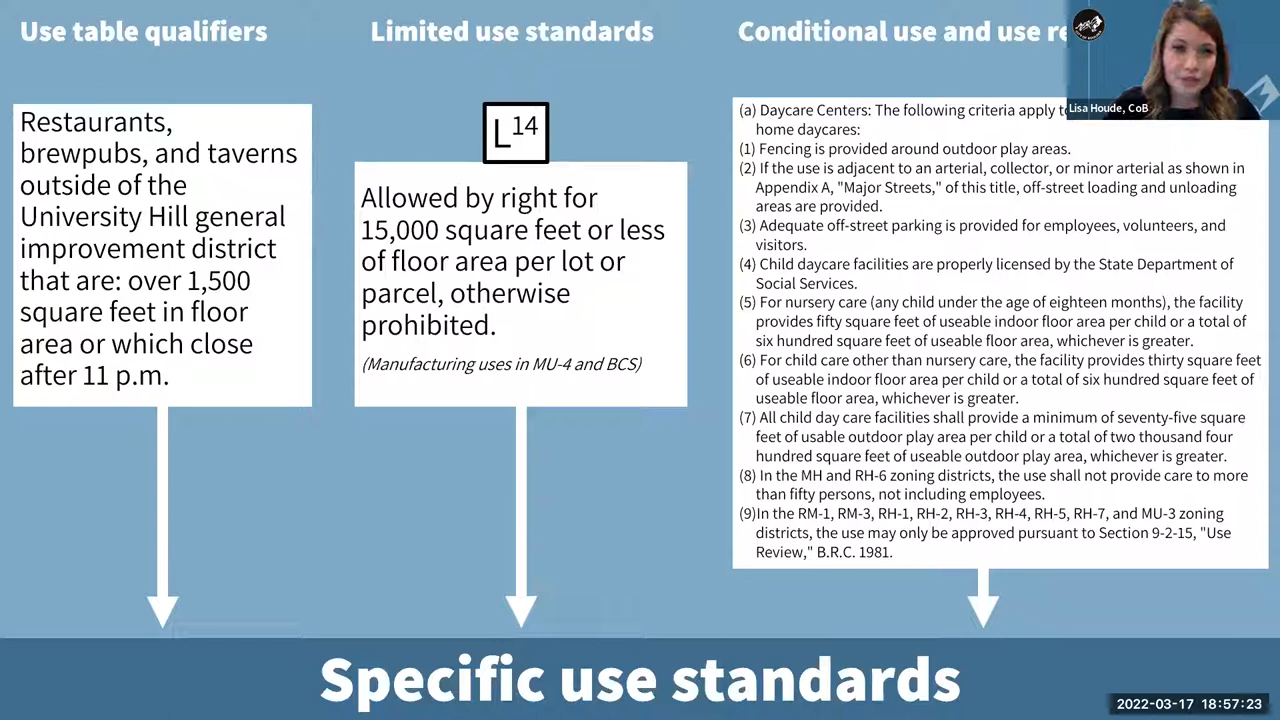 Use table qualifiers
Restaurants,
brewpubs, and taverns
outside of the
University Hill general
improvement district
that are: over 1,500
square feet in floor
area or which close
after 11 p.m.
Limited use standards
L14
Allowed by right for
15,000 square feet or less
of floor area per lot or
parcel, otherwise
prohibited.
(Manufacturing uses in MU-4 and BCS)
Conditional use and use
(a) Daycare Centers: The following criteria apply
home daycares:
(1) Fencing is provided around outdoor play areas.
(2) If the use is adjacent to an arterial, collector, or minor arterial as shown in
Appendix A, "Major Streets," of this title, off-street loading and unloading
areas are provided.
(3) Adequate off-street parking is provided for employees, volunteers, and
visitors.
(4) Child daycare facilities are properly licensed by the State Department of
Social Services.
(5) For nursery care (any child under the age of eighteen months), the facility
provides fifty square feet of useable indoor floor area per child or a total of
six hundred square feet of useable floor area, whichever is greater.
(6) For child care other than nursery care, the facility provides thirty square feet
of useable indoor floor area per child or a total of six hundred square feet of
useable floor area, whichever is greater.
(7) All child day care facilities shall provide a minimum of seventy-five square
feet of usable outdoor play area per child or a total of two thousand four
hundred square feet of useable outdoor play area, whichever is greater.
(8) In the MH and RH-6 zoning districts, the use shall not provide care to more
than fifty persons, not including employees.
(9)In the RM-1, RM-3, RH-1, RH-2, RH-3, RH-4, RH-5, RH-7, and MU-3 zoning
districts, the use may only be approved pursuant to Section 9-2-15, "Use
Review," B.R.C. 1981.
Lisa Houde, CoB
Specific use standards
2022-03-17 18:57:23